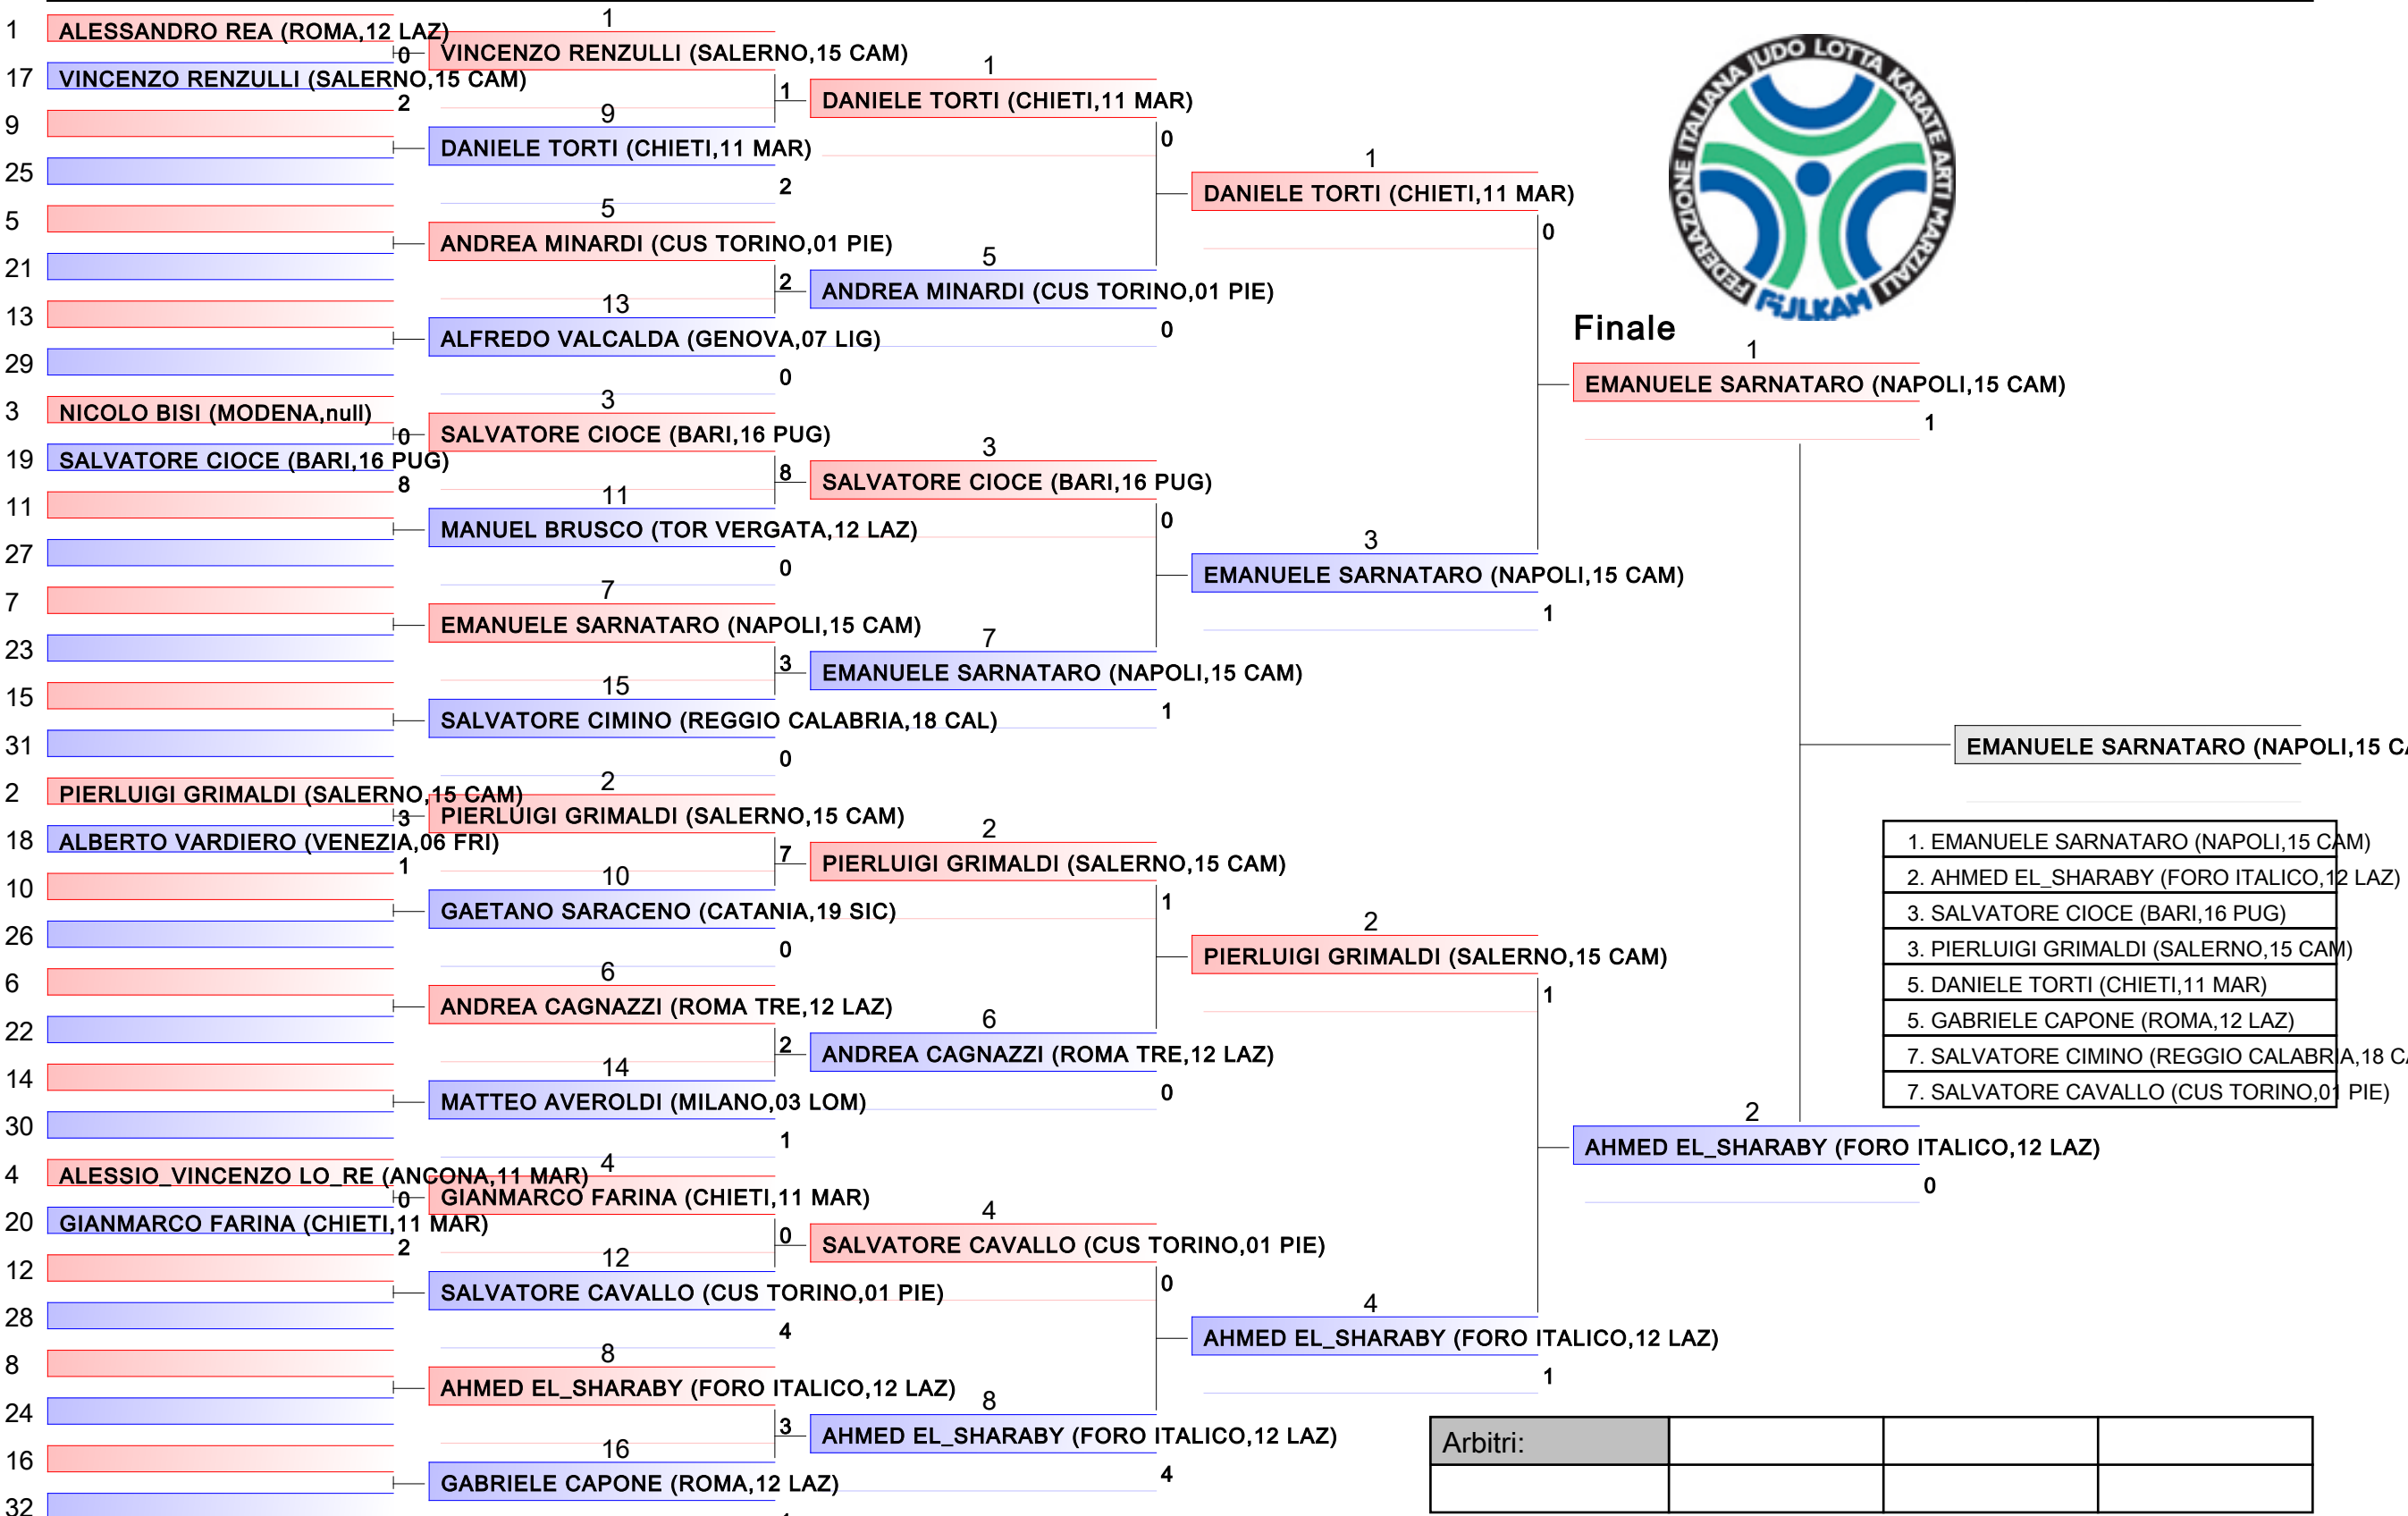 1
ALESSANDRO REA (ROMA,12 LAZ)
0
17
VINCENZO RENZULLI (SALERNO,15 CAM)
2
9
25
5
21
13
29
3
NICOLO BISI (MODENA,null)
0
19
SALVATORE CIOCE (BARI,16 PUG)
8
11
27
7
23
15
31
2
PIERLUIGI GRIMALDI (SALERNO,15 CAM)
3
18
ALBERTO VARDIERO (VENEZIA,06 FRI)
1
10
26
6
22
14
30
4
ALESSIO_VINCENZO LO_RE (ANCONA,11 MAR)
0
20
GIANMARCO FARINA (CHIETI,11 MAR)
2
12
28
8
24
16
32
1
VINCENZO RENZULLI (SALERNO,15 CAM)
1
9
DANIELE TORTI (CHIETI,11 MAR)
2
5
ANDREA MINARDI (CUS TORINO,01 PIE)
2
13
ALFREDO VALCALDA (GENOVA,07 LIG)
0
3
SALVATORE CIOCE (BARI,16 PUG)
8
11
MANUEL BRUSCO (TOR VERGATA,12 LAZ)
0
7
EMANUELE SARNATARO (NAPOLI,15 CAM)
3
15
SALVATORE CIMINO (REGGIO CALABRIA,18 CAL)
0
2
PIERLUIGI GRIMALDI (SALERNO,15 CAM)
7
10
GAETANO SARACENO (CATANIA,19 SIC)
0
6
ANDREA CAGNAZZI (ROMA TRE,12 LAZ)
2
14
MATTEO AVEROLDI (MILANO,03 LOM)
1
4
GIANMARCO FARINA (CHIETI,11 MAR)
0
12
SALVATORE CAVALLO (CUS TORINO,01 PIE)
4
8
AHMED EL_SHARABY (FORO ITALICO,12 LAZ)
3
16
GABRIELE CAPONE (ROMA,12 LAZ)
1
DANIELE TORTI (CHIETI,11 MAR)
0
5
ANDREA MINARDI (CUS TORINO,01 PIE)
0
3
SALVATORE CIOCE (BARI,16 PUG)
0
7
EMANUELE SARNATARO (NAPOLI,15 CAM)
1
2
PIERLUIGI GRIMALDI (SALERNO,15 CAM)
1
6
ANDREA CAGNAZZI (ROMA TRE,12 LAZ)
0
4
SALVATORE CAVALLO (CUS TORINO,01 PIE)
0
8
AHMED EL_SHARABY (FORO ITALICO,12 LAZ)
4
1
DANIELE TORTI (CHIETI,11 MAR)
0
3
EMANUELE SARNATARO (NAPOLI,15 CAM)
1
2
PIERLUIGI GRIMALDI (SALERNO,15 CAM)
1
4
AHMED EL_SHARABY (FORO ITALICO,12 LAZ)
1
FEDERAZIONE ITALIANA JUDO LOTTA KARATE ARTI MARZIALI
FIJLKAM
Finale
1
EMANUELE SARNATARO (NAPOLI,15 CAM)
1
2
AHMED EL_SHARABY (FORO ITALICO,12 LAZ)
0
EMANUELE SARNATARO (NAPOLI,15 CA
1. EMANUELE SARNATARO (NAPOLI,15 CAM)
2. AHMED EL_SHARABY (FORO ITALICO,12 LAZ)
3. SALVATORE CIOCE (BARI,16 PUG)
3. PIERLUIGI GRIMALDI (SALERNO,15 CAM)
5. DANIELE TORTI (CHIETI,11 MAR)
5. GABRIELE CAPONE (ROMA,12 LAZ)
7. SALVATORE CIMINO (REGGIO CALABRIA,18 CA
7. SALVATORE CAVALLO (CUS TORINO,01 PIE)
Arbitri: